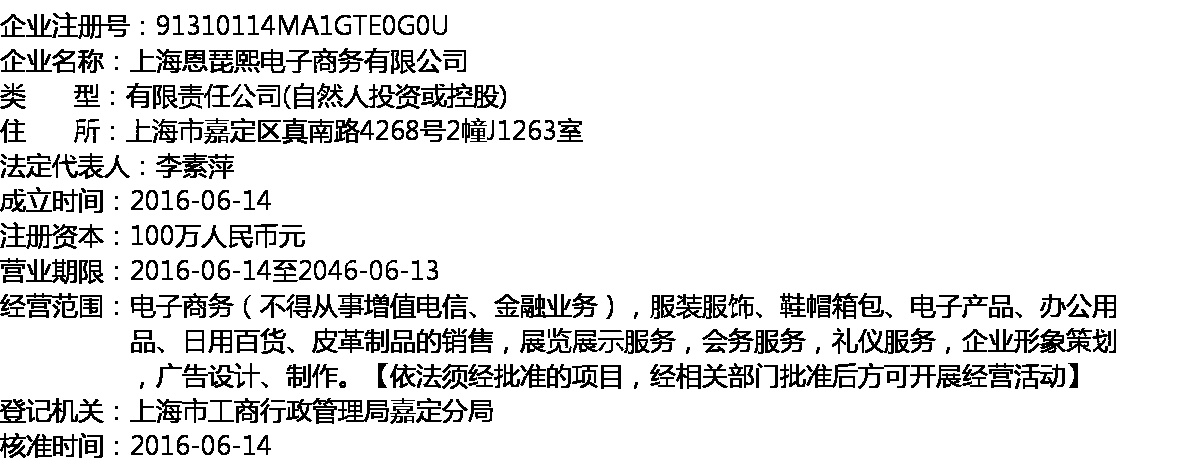 企业注册号：91310114MA1GTE0G0U
企业名称：上海恩琵熙电子商务有限公司
类　　型：有限责任公司(自然人投资或控股)
住　　所：上海市嘉定区真南路4268号2幢J1263室
法定代表人：李素萍
成立时间：2016-06-14
注册资本：100万人民币元
营业期限：2016-06-14至2046-06-13
经营范围：电子商务（不得从事增值电信、金融业务），服装服饰、鞋帽箱包、电子产品、办公用
品、日用百货、皮革制品的销售，展览展示服务，会务服务，礼仪服务，企业形象策划
，广告设计、制作。【依法须经批准的项目，经相关部门批准后方可开展经营活动】
登记机关：上海市工商行政管理局嘉定分局
核准时间：2016-06-14